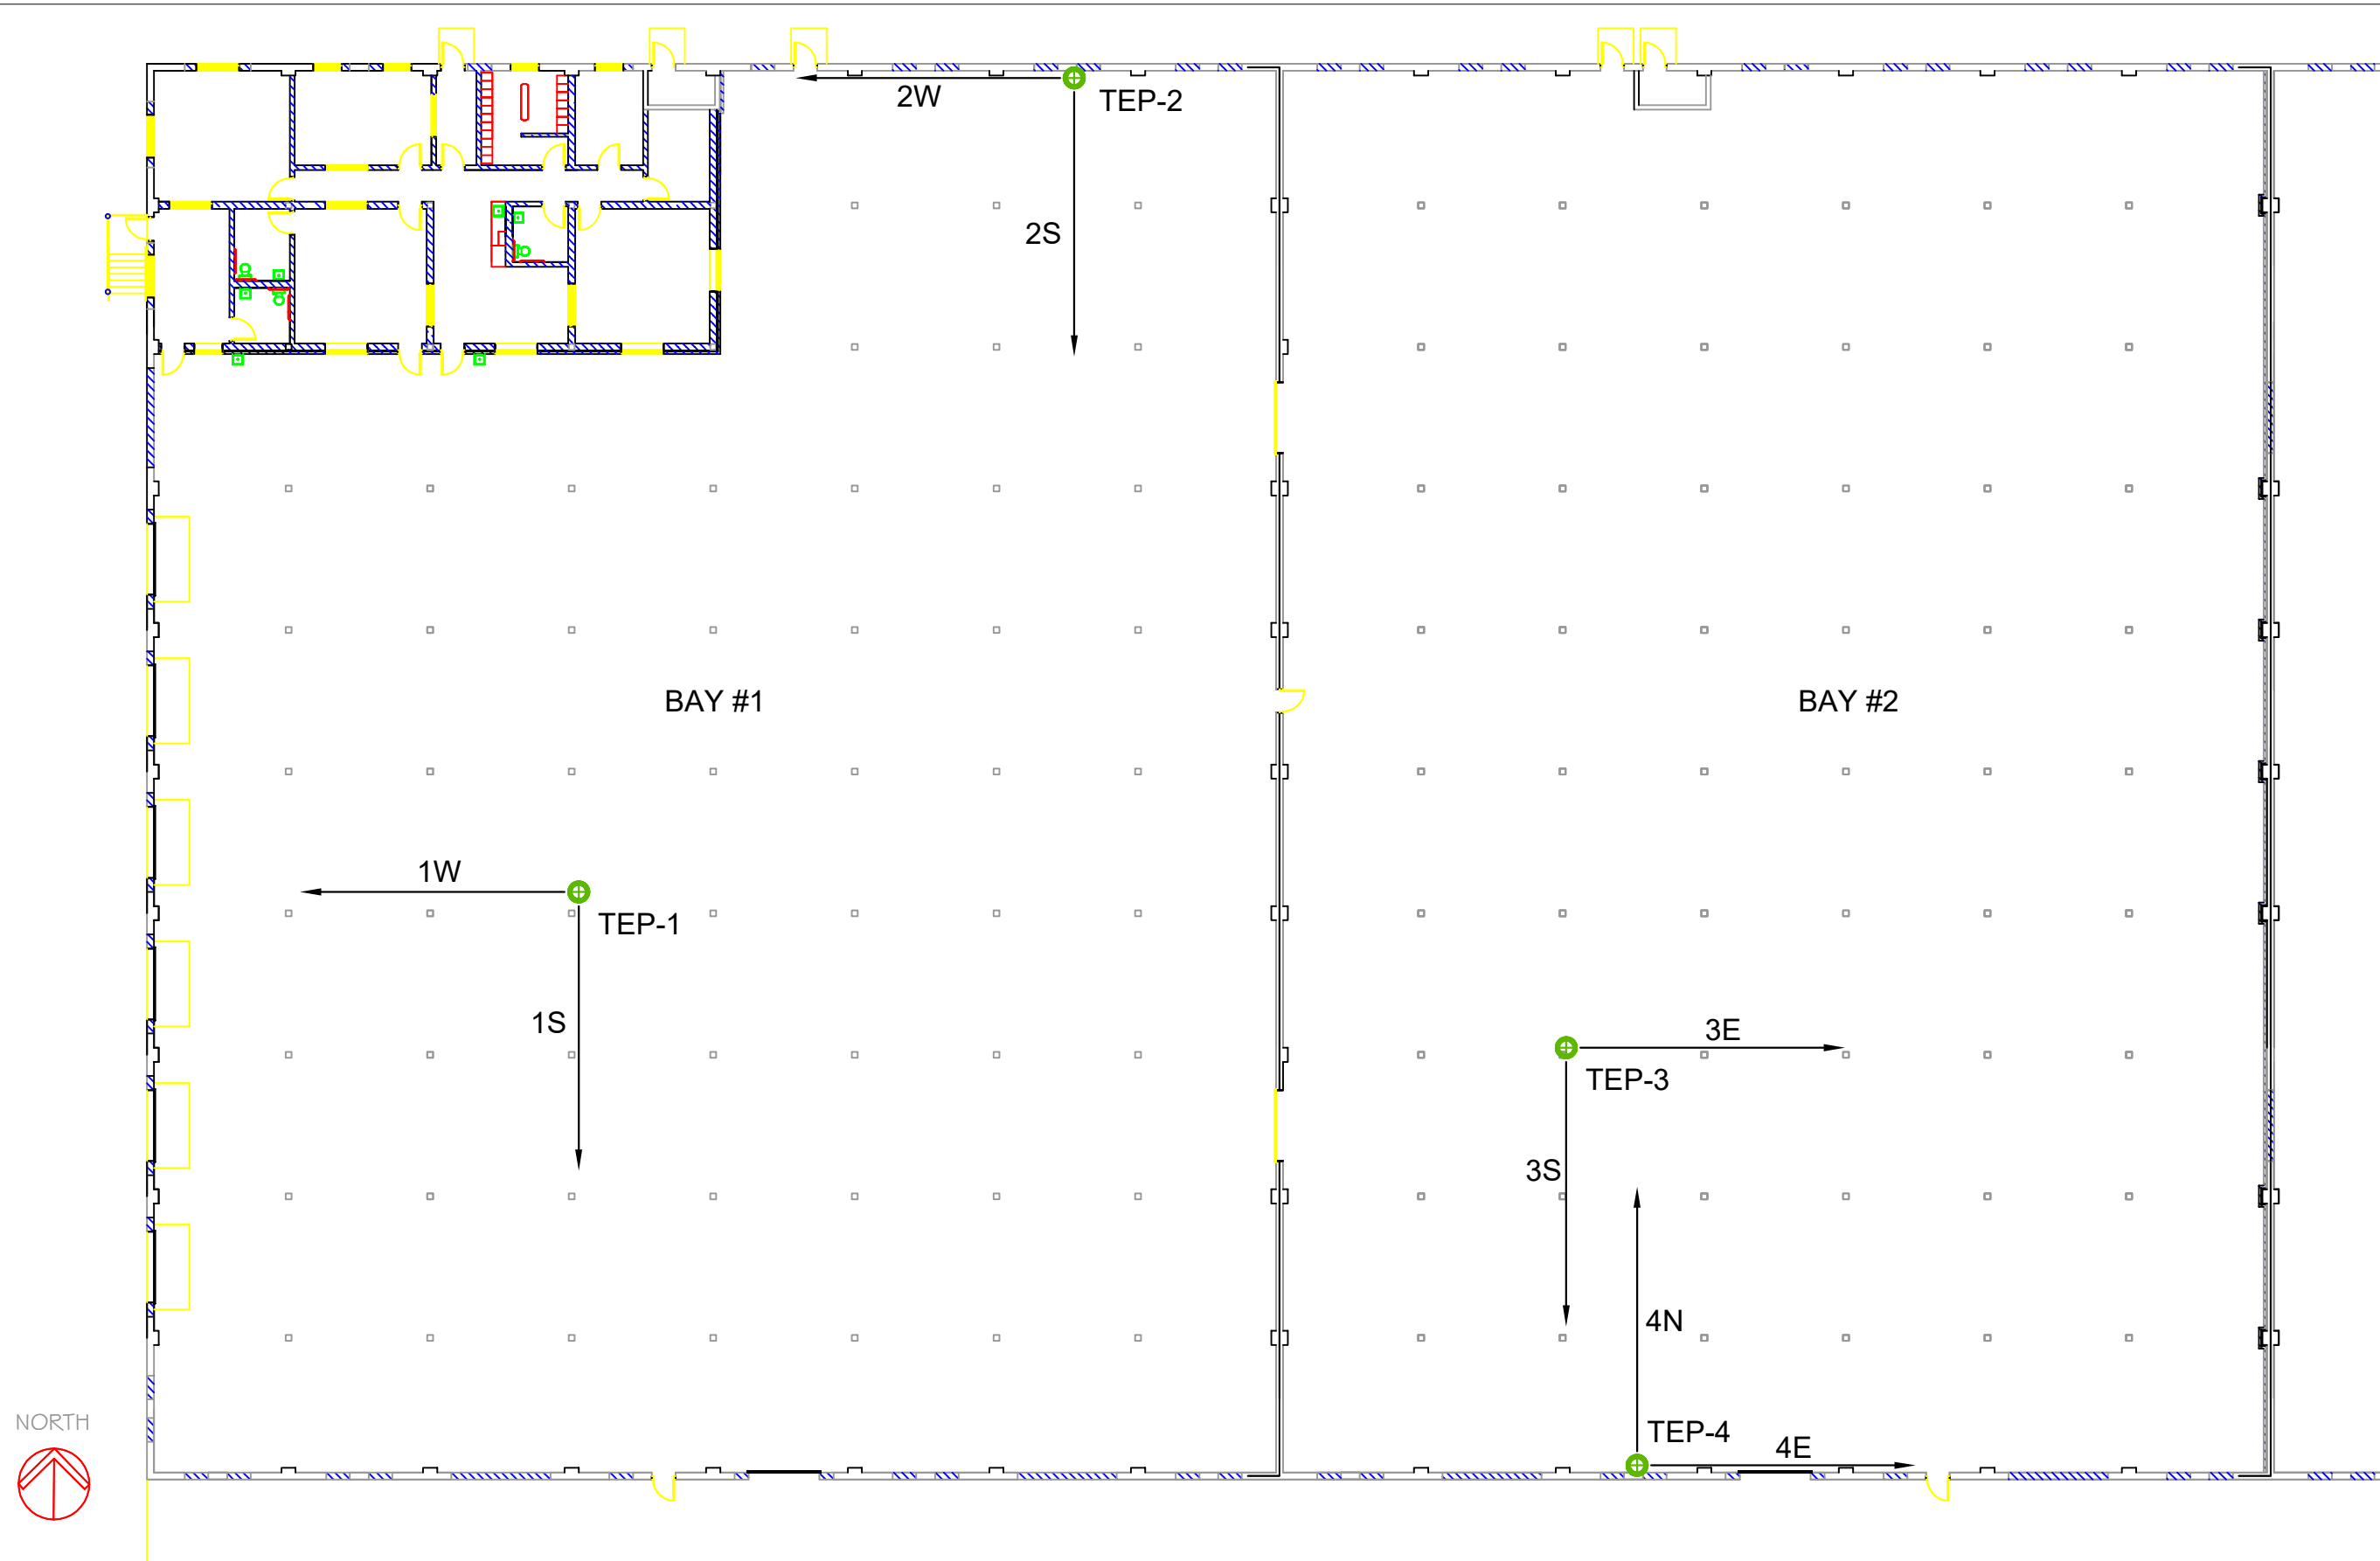 2W
TEP-2
2S
BAY #1
BAY #2
1W
TEP-1
1S
3E
TEP-3
3S
4N
NORTH
TEP-4
4E